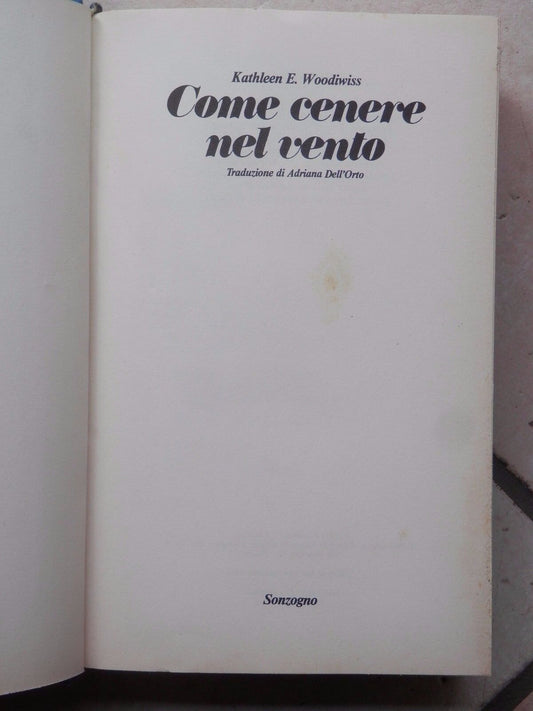 Kathleen E. Woodiwiss
Come cenere
nel vento
Traduzione di Adriana Dell'Orto
Sonzogno